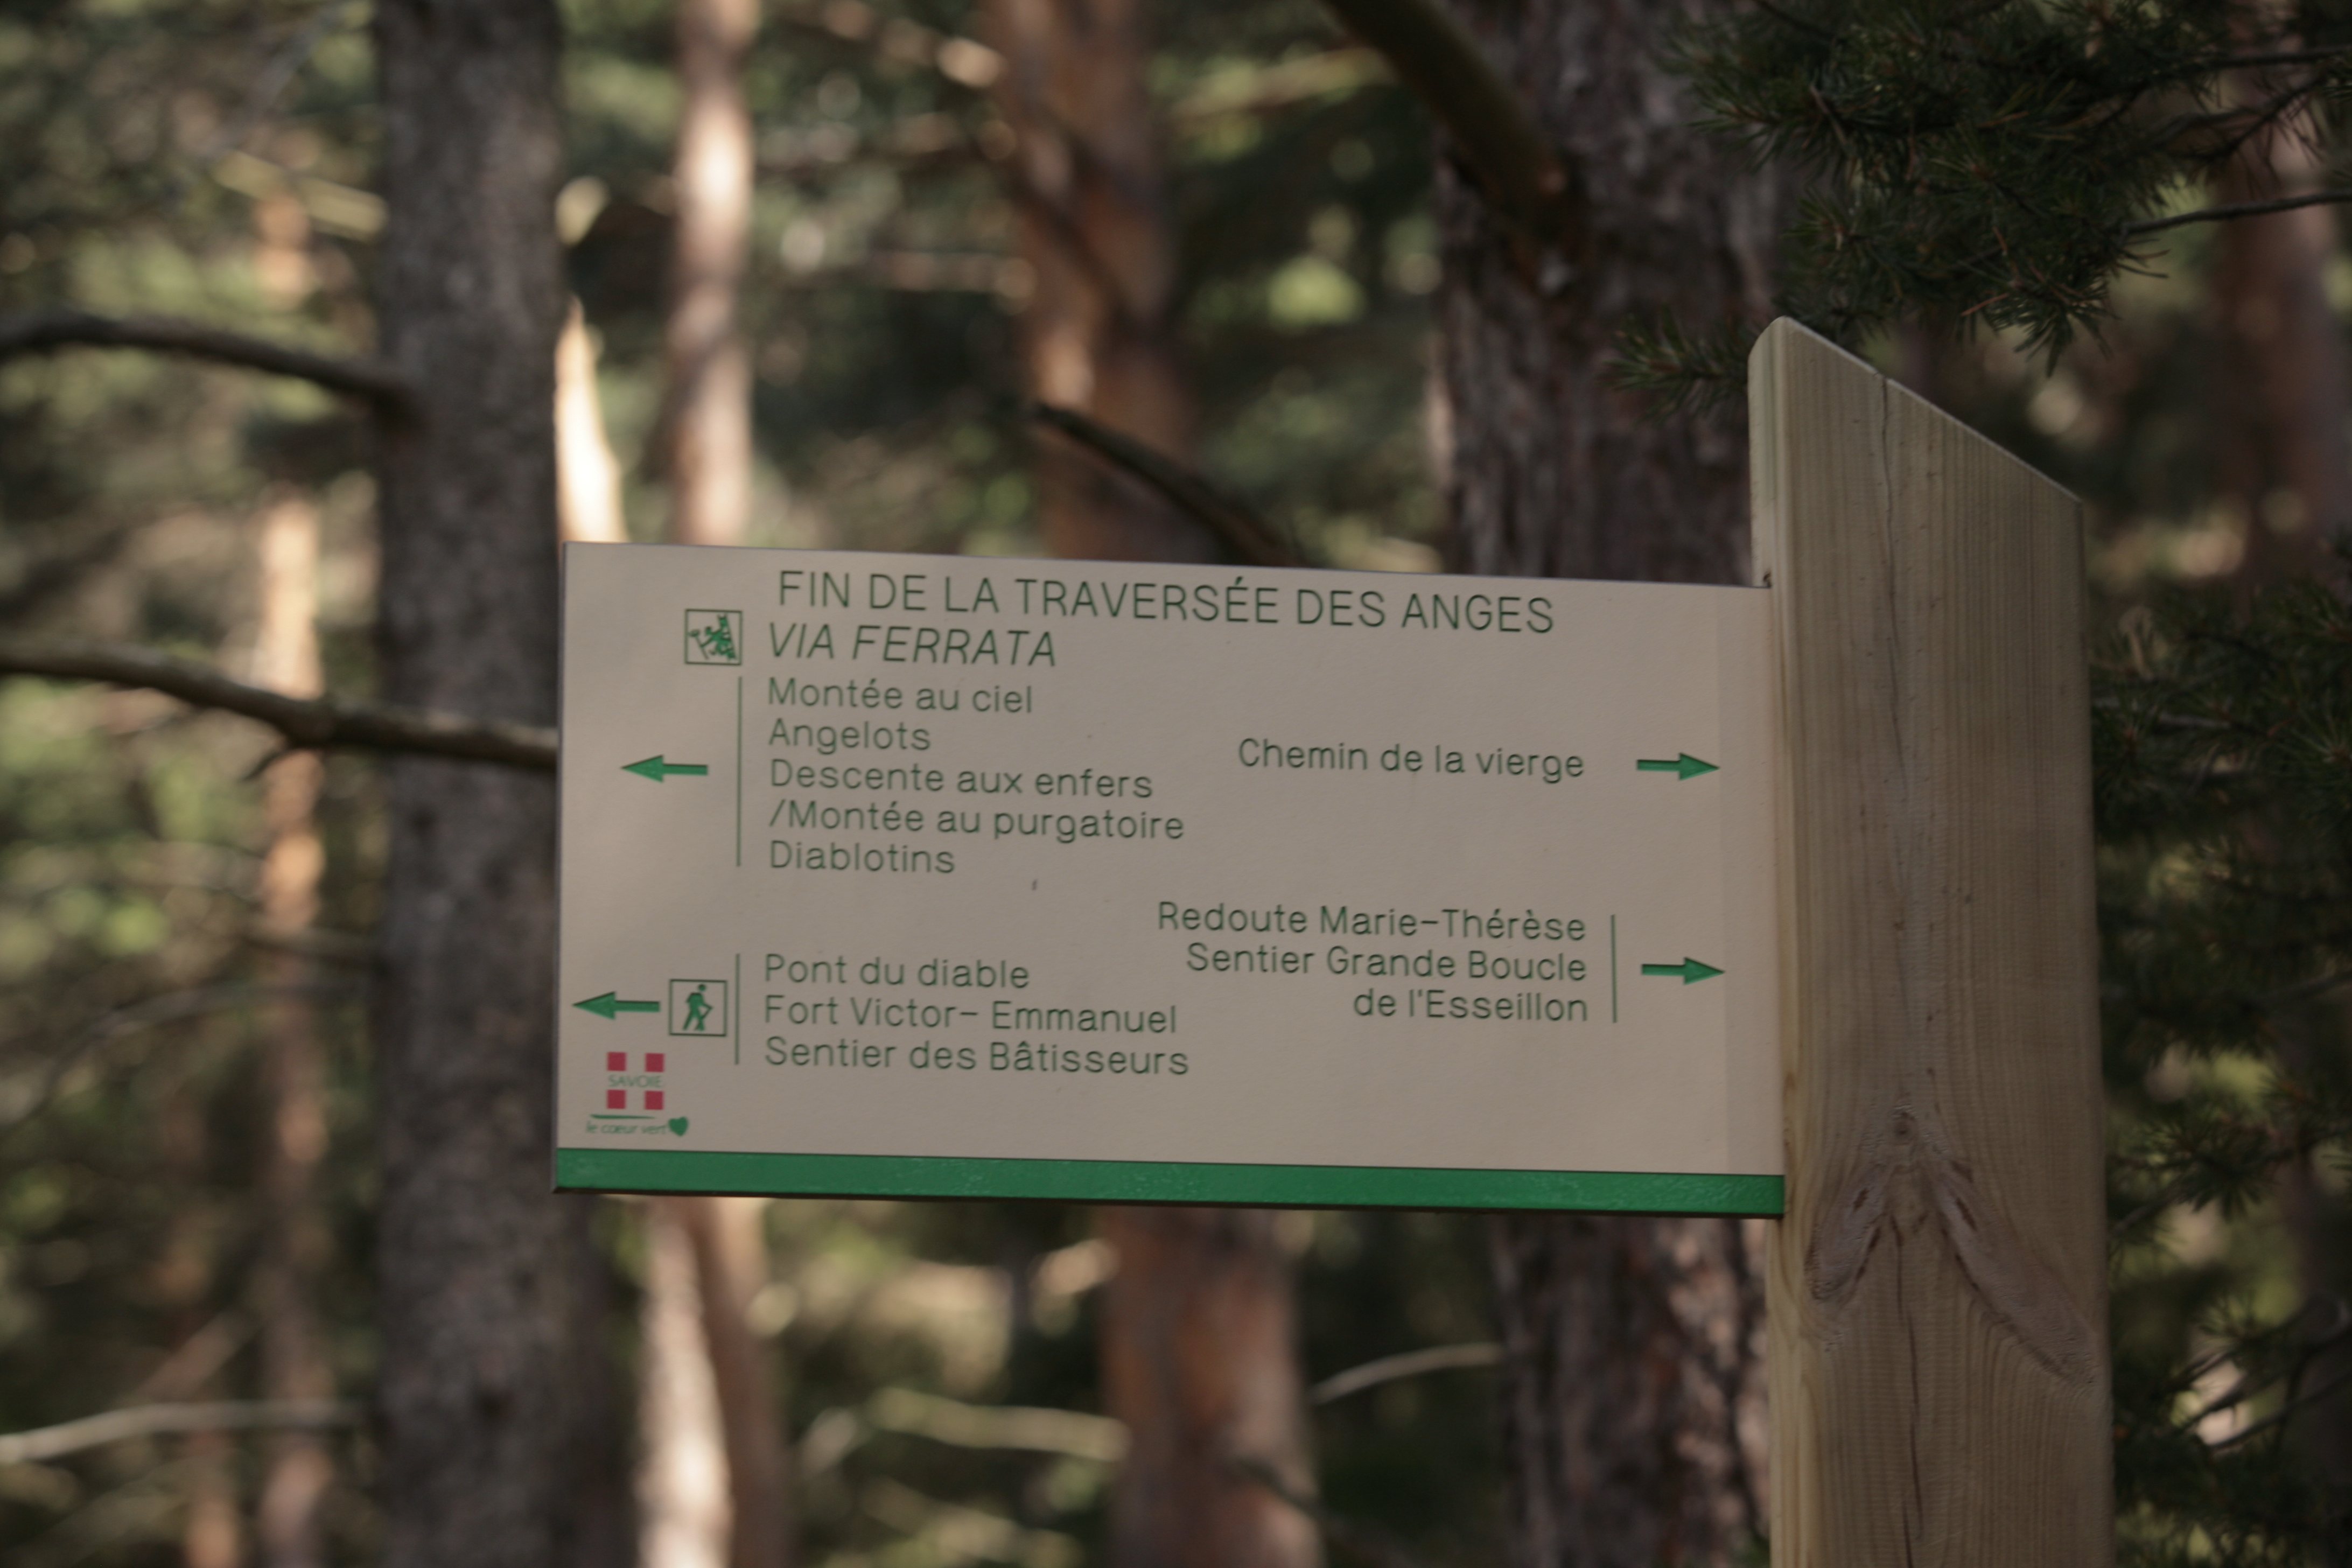 FIN DE LA TRAVERSÉE DES ANGES
VIA FERRATA
Montée au ciel
Angelots
Descente aux enfers
/Montée au purgatoire
Diablotins
Chemin de la vierge
Redoute Marie-Thérèse
Sentier Grande Boucle
de l'Esseillon
Pont du diable
Fort Victor- Emmanuel
Sentier des Bâtisseurs
SAVOIE
le cœur vert